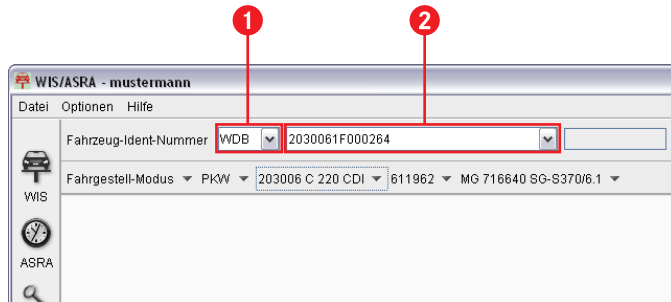 1 2
WIS/ASRA - mustermann
Datei Optionen Hilfe
Fahrzeug-Ident-Nummer WDB 2030061F000264
Fahrgestell-Modus PKW 203006 C 220 CDI 611962 MG 716640 SG-S370/6.1
WIS
ASRA